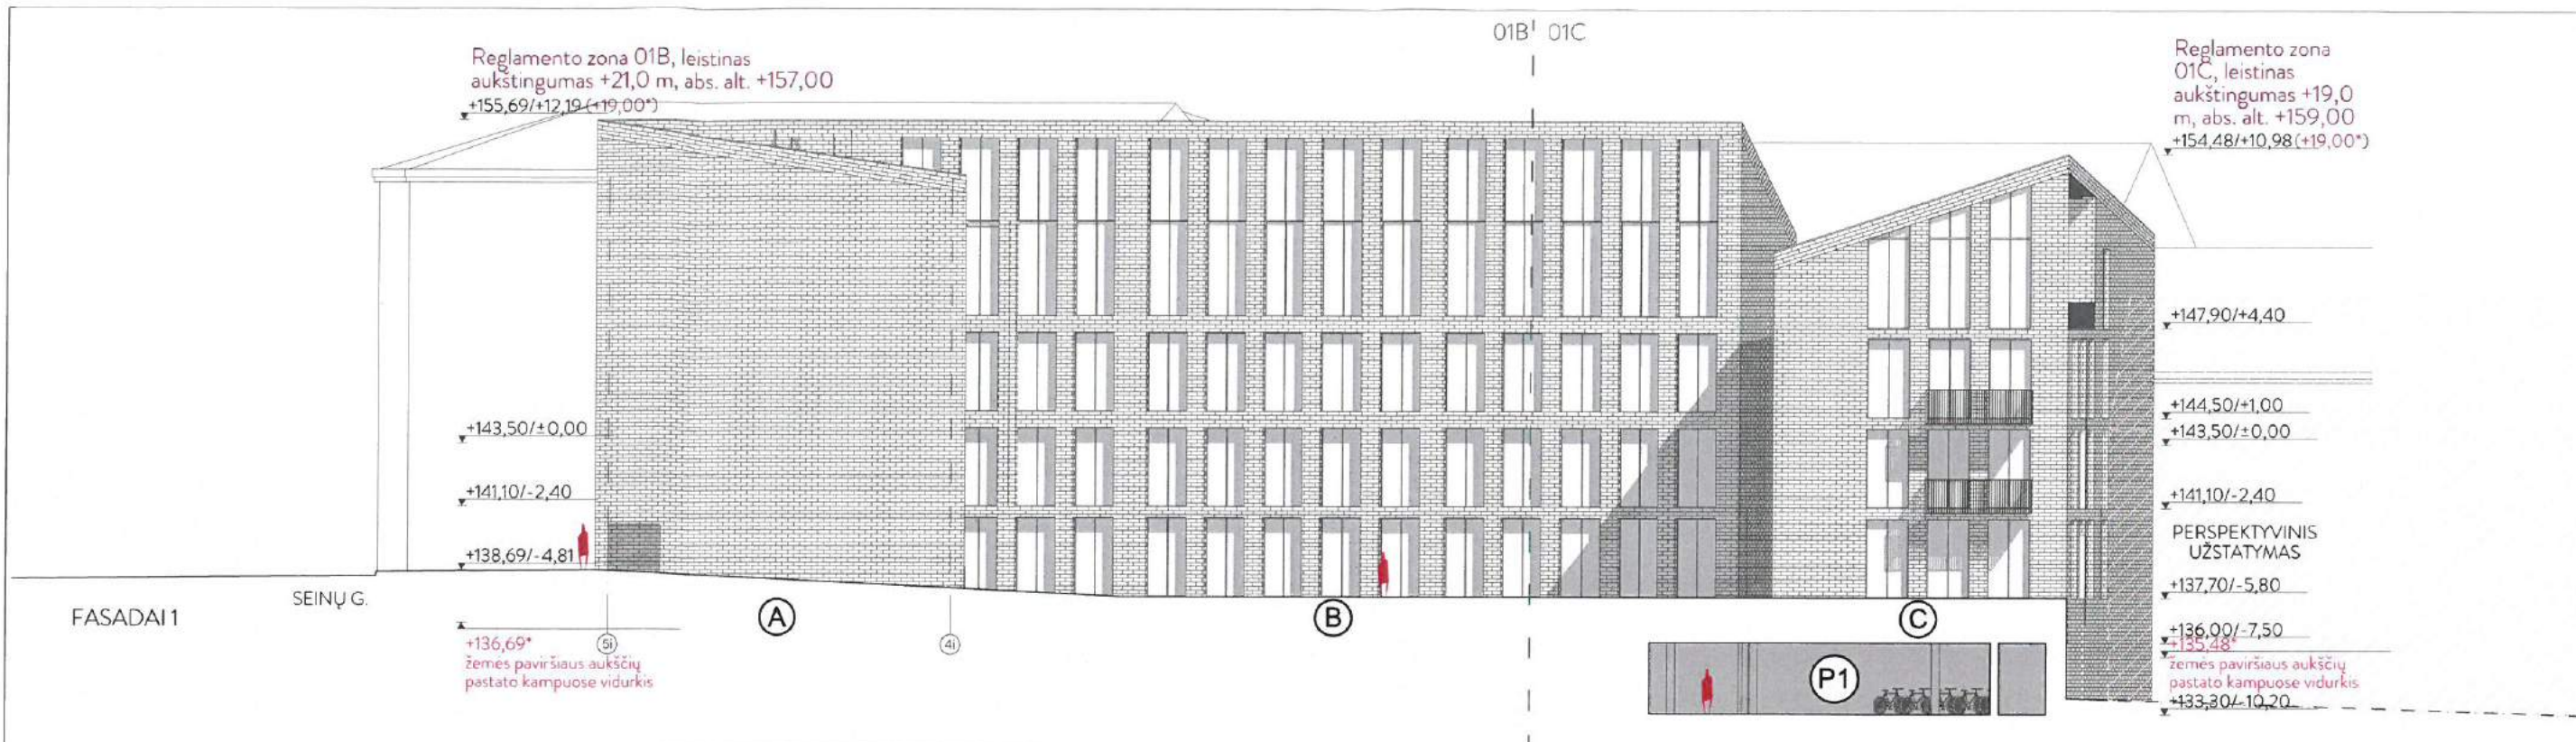 01B 01C
Reglamento zona 01B, leistinas
aukštingumas +21,0 m, abs. alt. +157,00
+155,69/+12,19 (+19,00*)
+143,50/±0,00
+141,10/-2,40
+138,69/-4,81
SEINŲ G.
FASADAI 1
+136,69*
žemės paviršiaus aukščių
pastato kampuose vidurkis
5i
4i
A
B
C
P1
Reglamento zona
01C, leistinas
aukštingumas +19,0
m, abs. alt. +159,00
+154,48/+10,98 (+19,00*)
+147,90/+4,40
+144,50/+1,00
+143,50/±0,00
+141,10/-2,40
PERSPEKTYVINIS
UŽSTATYMAS
+137,70/-5,80
+136,00/-7,50
+135,48*
žemės paviršiaus aukščių
pastato kampuose vidurkis
+133,30/-10,20